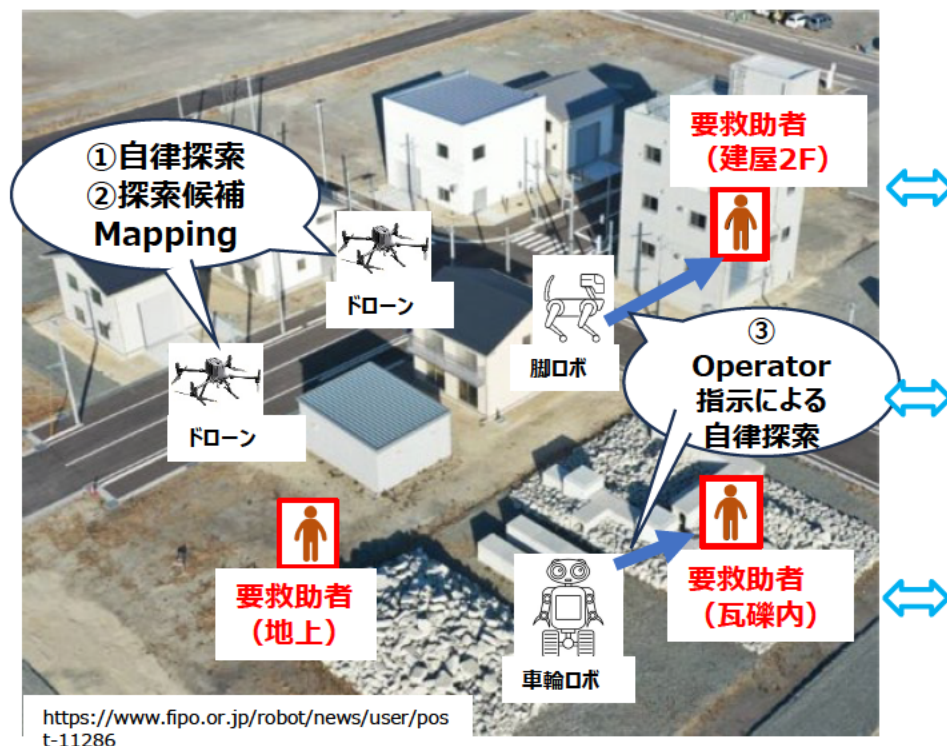 ①自律探索
②探索候補
Mapping
ドローン
ドローン
要救助者
（建屋2F）
脚ロボ
③
Operator
指示による
自律探索
要救助者
（地上）
車輪ロボ
要救助者
（瓦礫内）
https://www.fipo.or.jp/robot/news/user/pos
t-11286